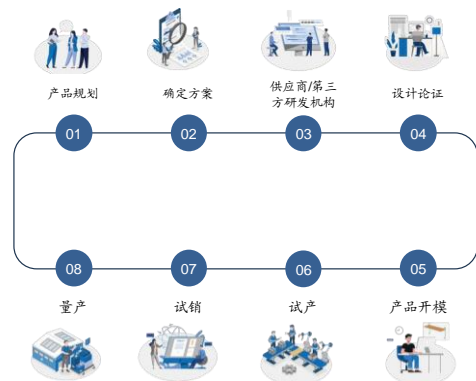 产品规划
确定方案
供应商/第三
方研发机构
设计论证
01
02
03
04
08
07
06
05
量产
试销
试产
产品开模